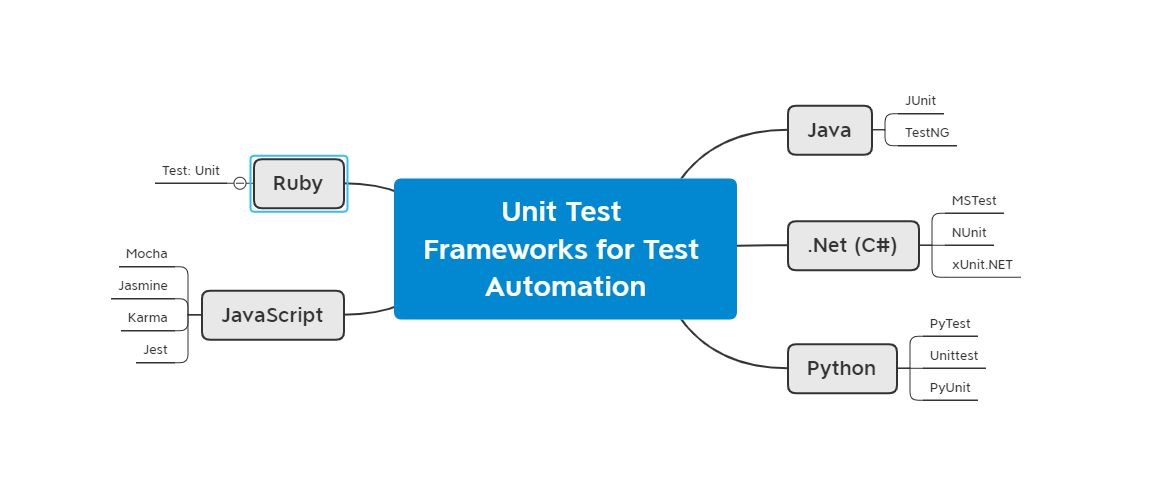 Unit Test
Frameworks for Test
Automation
Java
JUnit
TestNG
.Net (C#)
MSTest
NUnit
xUnit.NET
Python
PyTest
Unittest
PyUnit
Ruby
Test: Unit
JavaScript
Mocha
Jasmine
Karma
Jest